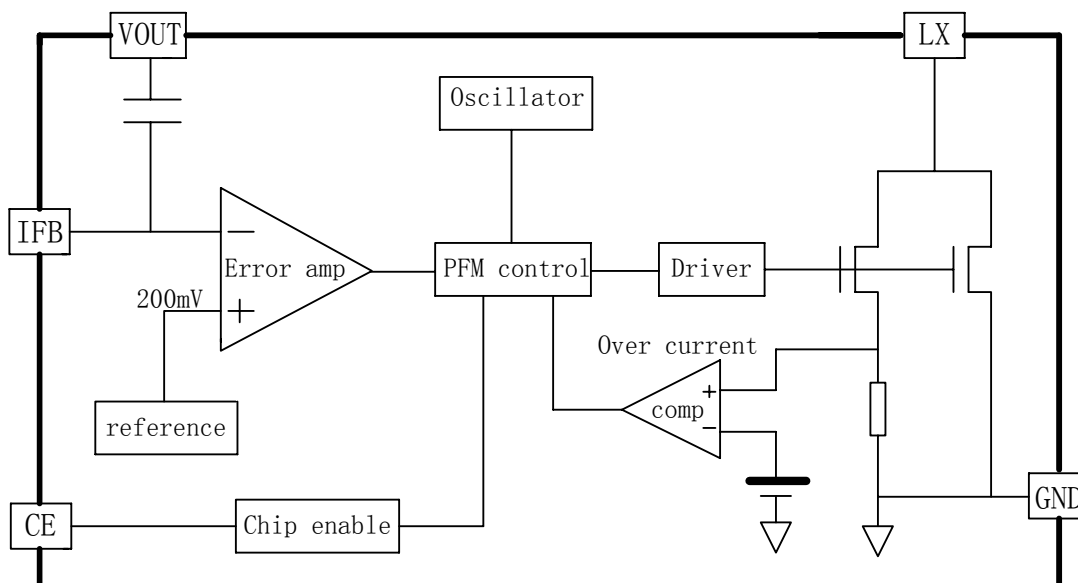 VOUT
LX
Oscillator
IFB
−
Error amp
PFM control
Driver
200mV
+
Over current
+
comp
−
reference
CE
Chip enable
GND